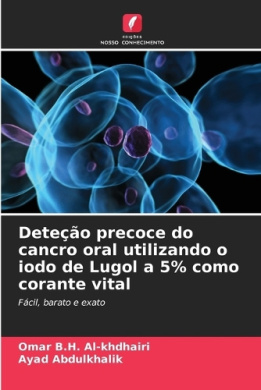 edições
NOSSO CONHECIMENTO
Deteção precoce do
cancro oral utilizando o
iodo de Lugol a 5% como
corante vital
Fácil, barato e exato
Omar B.H. Al-khdhairi
Ayad Abdulkhalik